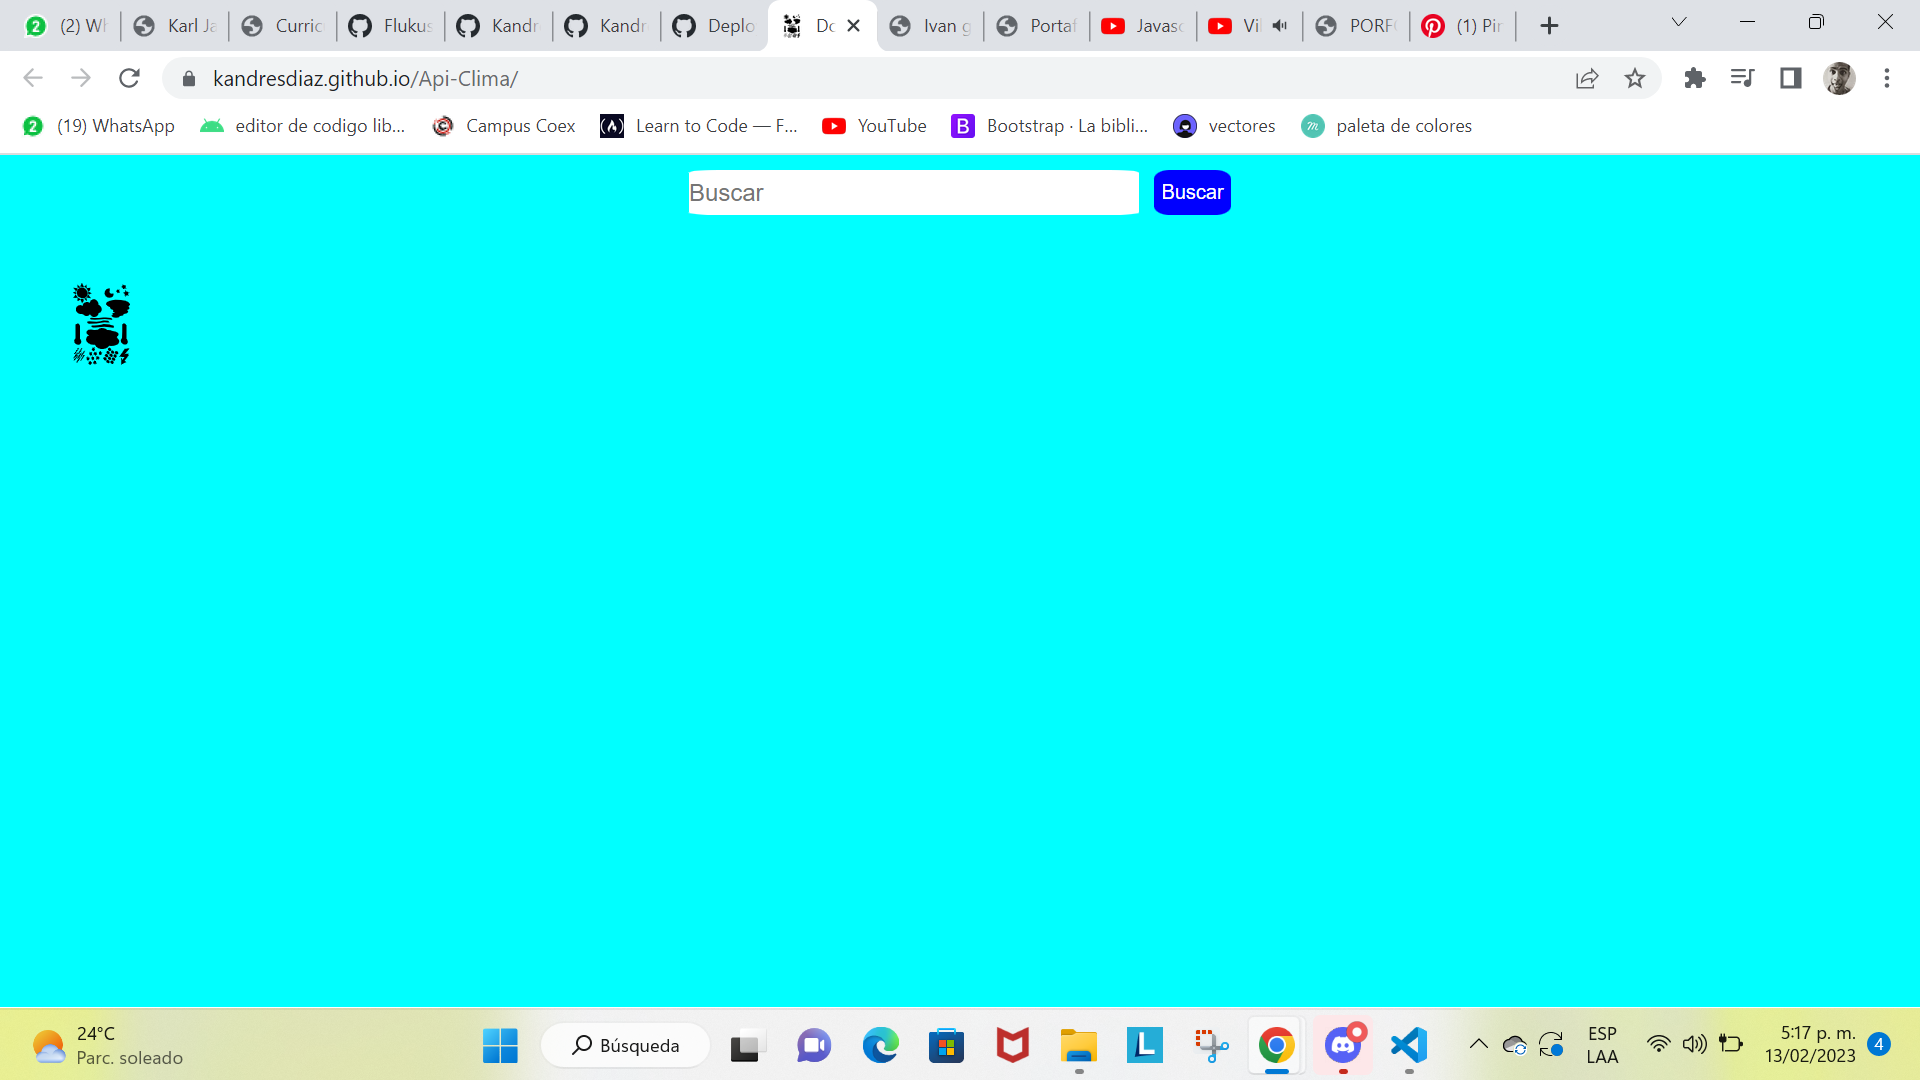 (2) Wh
Karl Ja
Curric
Flukus
Kandr
Kandr
Deplo
Do
Ivan g
Portaf
Javasc
Vi
PORF
(1) Pin
kandresdiaz.github.io/Api-Clima/
(19) WhatsApp
editor de codigo lib...
Campus Coex
Learn to Code — F...
YouTube
Bootstrap · La bibli...
vectores
paleta de colores
Buscar
Buscar
24°C
Parc. soleado
Búsqueda
ESP
LAA
5:17 p. m.
13/02/2023
4